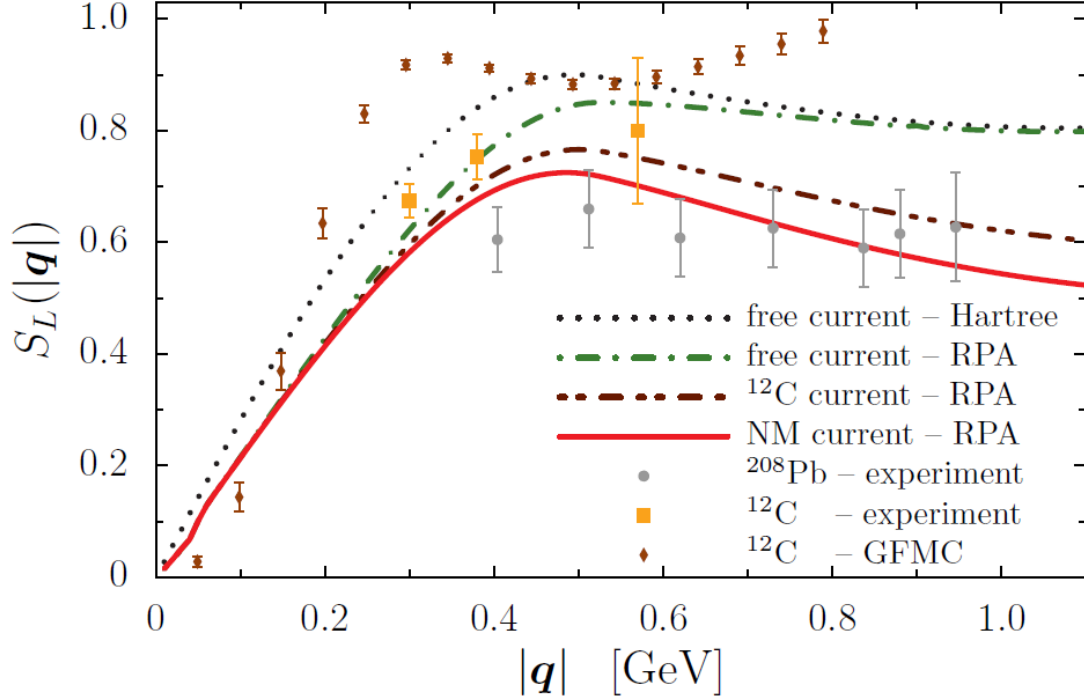 1.0
0.8
0.6
0.4
0.2
0
S_L(|q|)
free current – Hartree
free current – RPA
¹²C current – RPA
NM current – RPA
²⁰⁸Pb – experiment
¹²C – experiment
¹²C – GFMC
0 0.2 0.4 0.6 0.8 1.0
|q| [GeV]